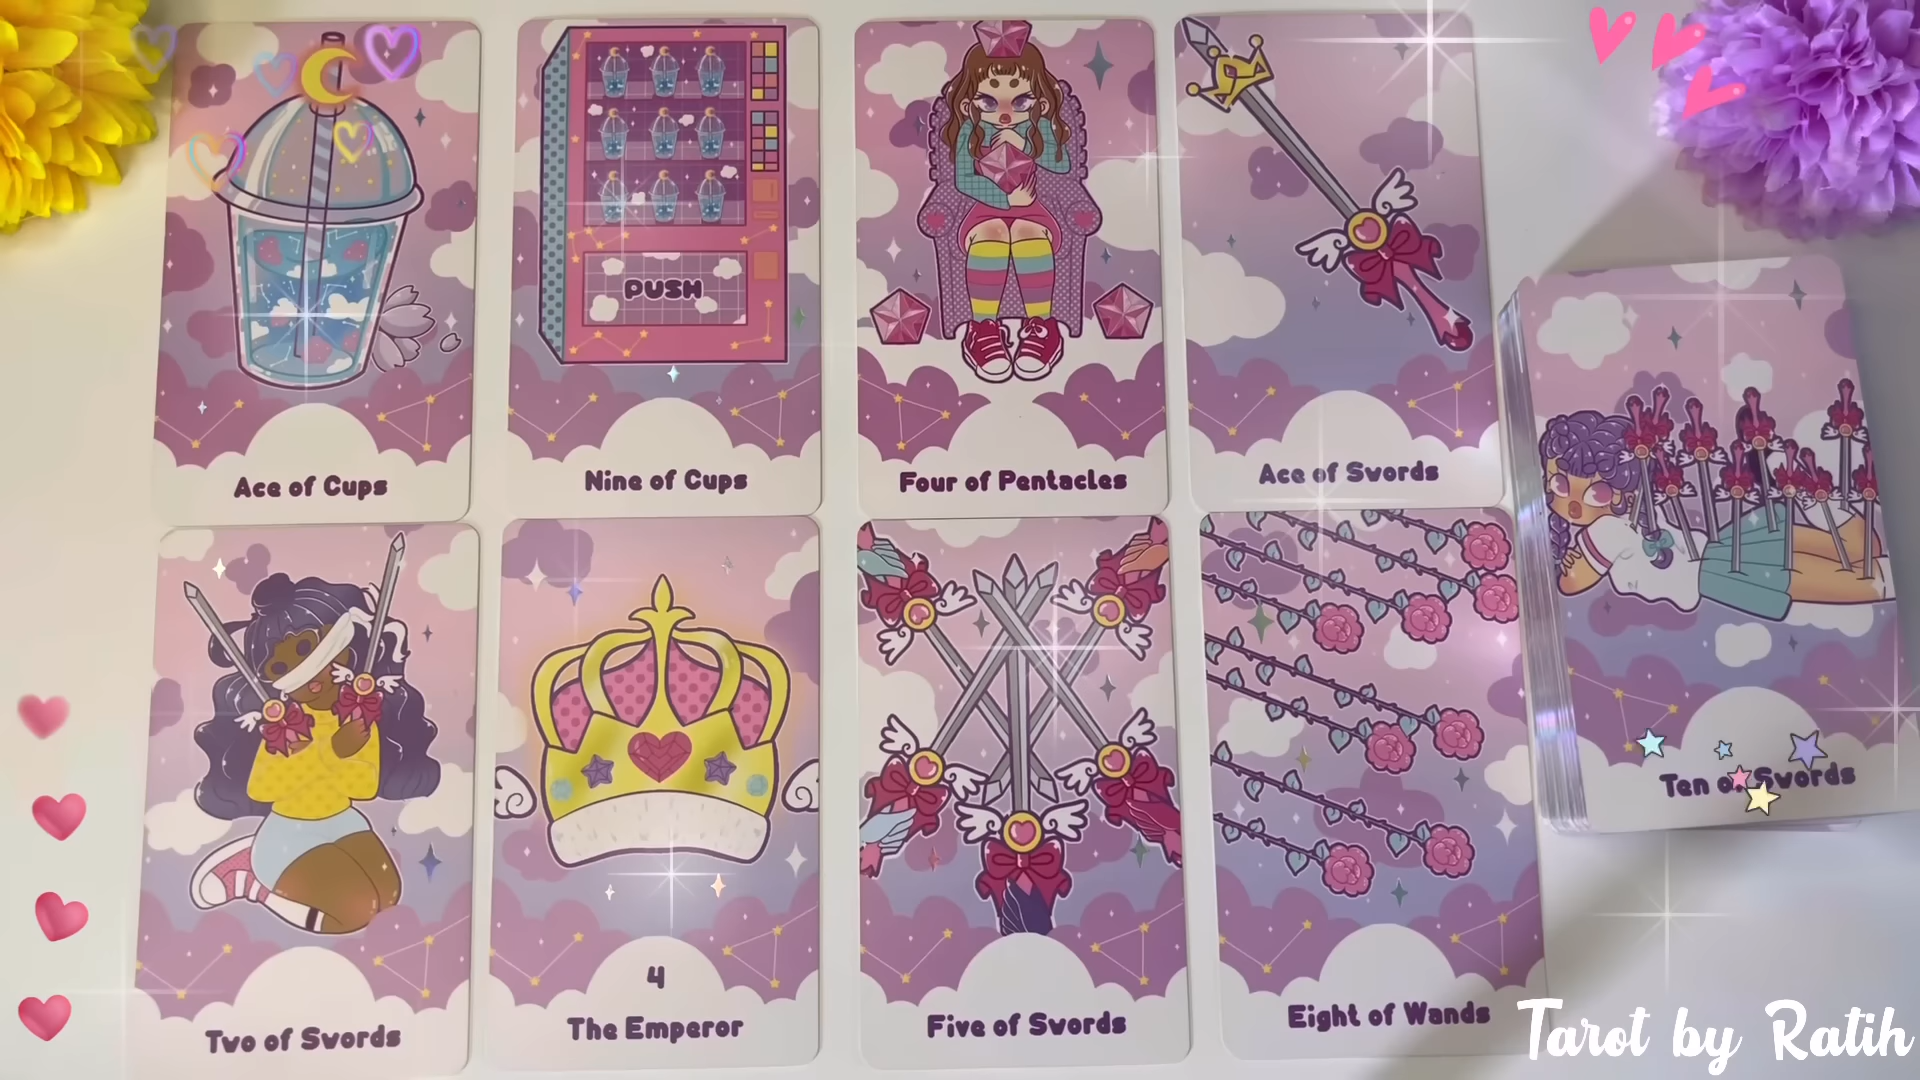 PUSH
Ace of Cups
Nine of Cups
Four of Pentacles
Ace of Swords
Ten of Swords
Two of Swords
4
The Emperor
Five of Swords
Eight of Wands
Tarot by Ratih